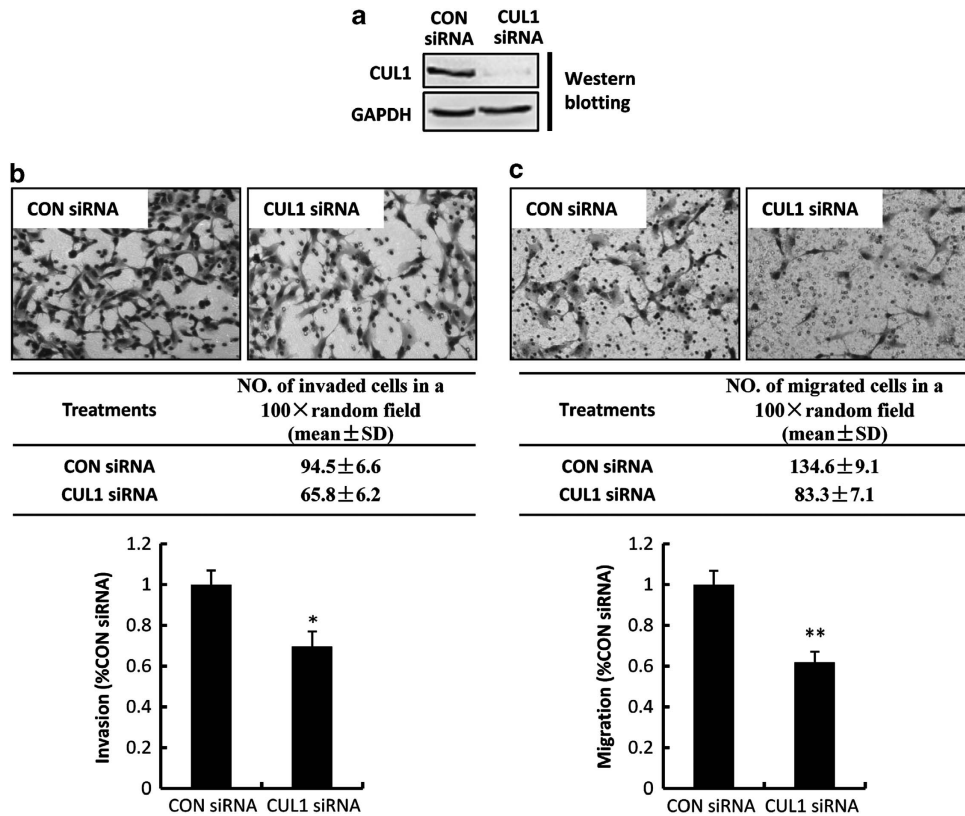 a
CON siRNA
CUL1 siRNA
CUL1
GAPDH
Western blotting
b
CON siRNA
CUL1 siRNA
Treatments
NO. of invaded cells in a
100× random field
(mean±SD)
CON siRNA 94.5±6.6
CUL1 siRNA 65.8±6.2
Invasion (%CON siRNA)
1.2
1
0.8
0.6
0.4
0.2
0
*
CON siRNA CUL1 siRNA
c
CON siRNA
CUL1 siRNA
Treatments
NO. of migrated cells in a
100× random field
(mean±SD)
CON siRNA 134.6±9.1
CUL1 siRNA 83.3±7.1
Migration (%CON siRNA)
1.2
1
0.8
0.6
0.4
0.2
0
**
CON siRNA CUL1 siRNA